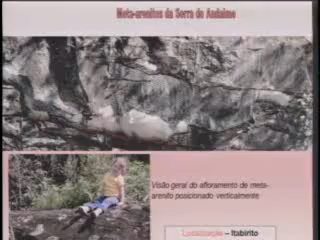 Meta-arenitos da Serra do Andaime
Visão geral do afloramento de meta-
arenito posicionado verticalmente
Localização – Itabirito